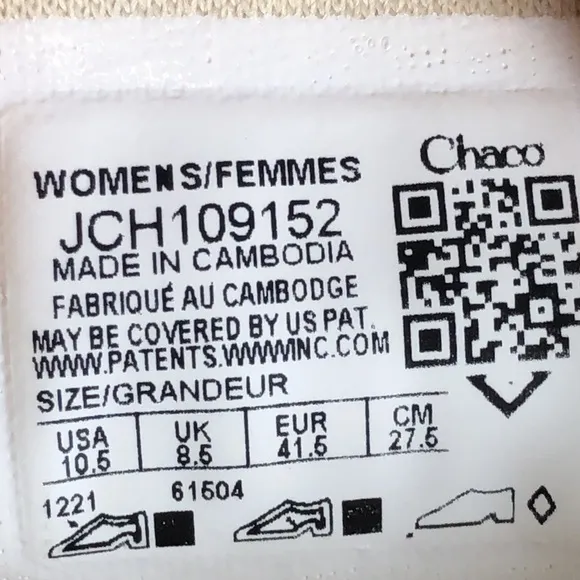 Chaco
WOMENS/FEMMES
JCH109152
MADE IN CAMBODIA
FABRIQUÉ AU CAMBODGE
MAY BE COVERED BY US PAT.
WWW.PATENTS.WWWINC.COM
SIZE/GRANDEUR
USA UK EUR CM
10.5 8.5 41.5 27.5
1221 61504